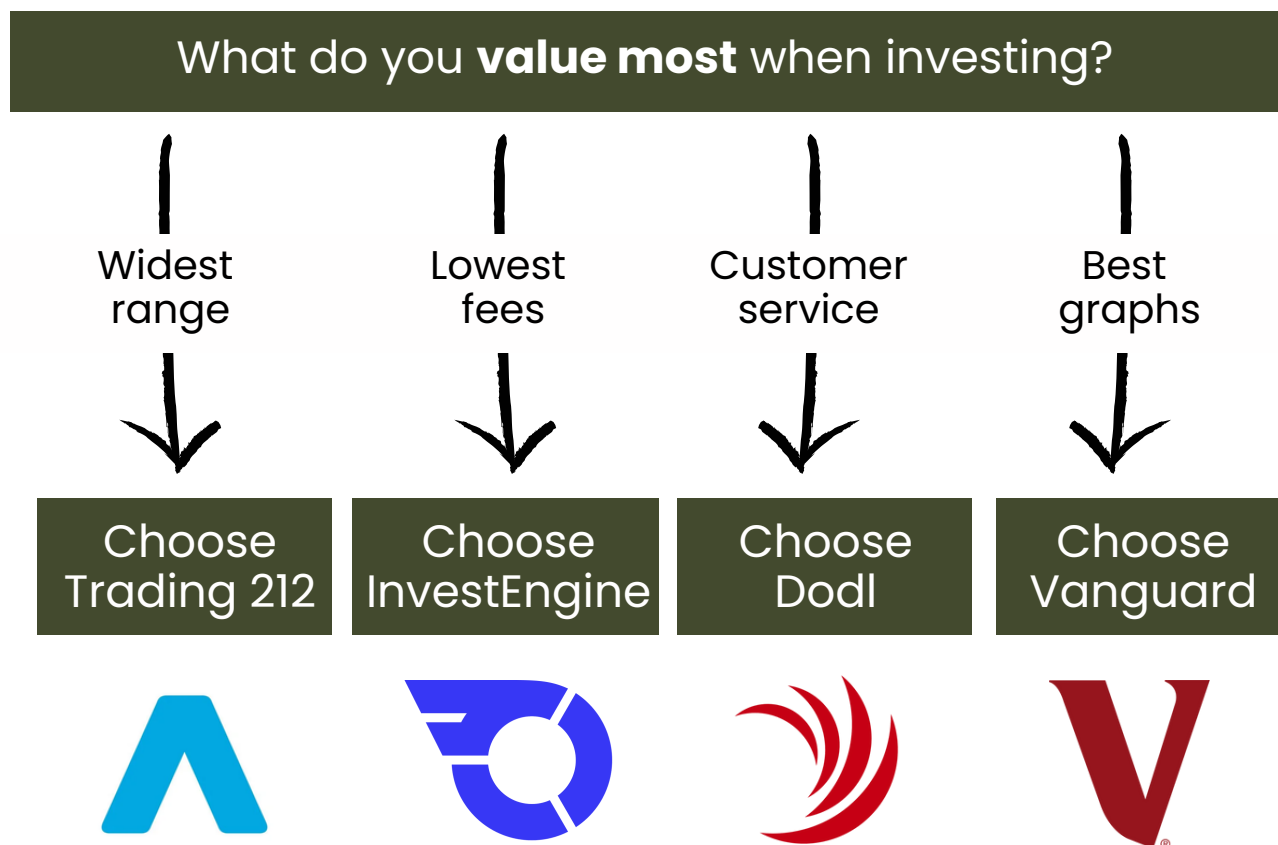 What do you value most when investing?
Widest
range
Lowest
fees
Customer
service
Best
graphs
Choose
Trading 212
Choose
InvestEngine
Choose
Dodl
Choose
Vanguard
®